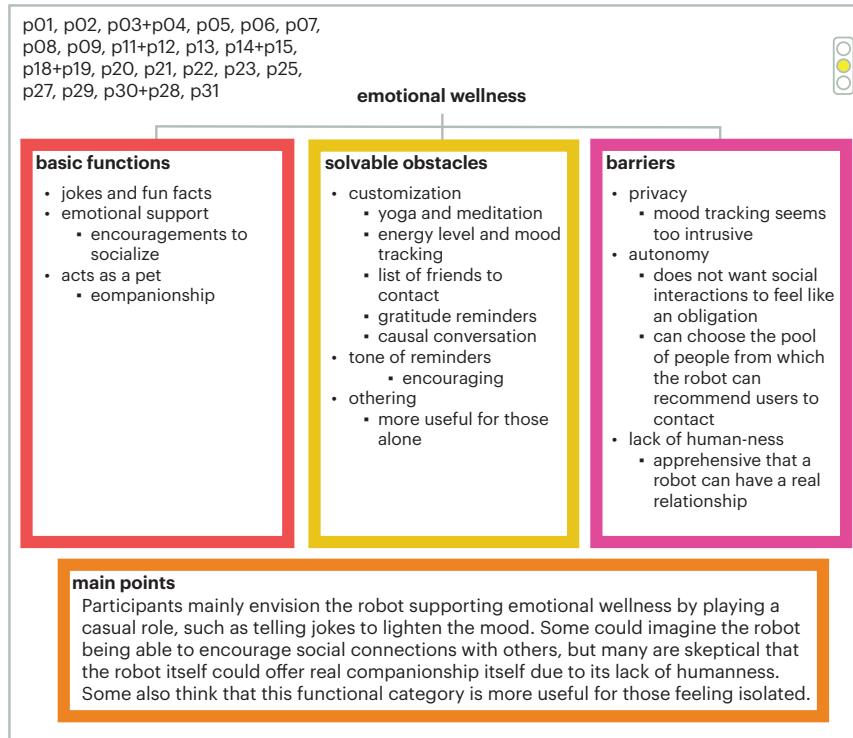 p01, p02, p03+p04, p05, p06, p07,
p08, p09, p11+p12, p13, p14+p15,
p18+p19, p20, p21, p22, p23, p25,
p27, p29, p30+p28, p31
emotional wellness
basic functions
• jokes and fun facts
• emotional support
▪ encouragements to
socialize
• acts as a pet
▪ eompanionship
solvable obstacles
• customization
▪ yoga and meditation
▪ energy level and mood
tracking
▪ list of friends to
contact
▪ gratitude reminders
▪ causal conversation
• tone of reminders
▪ encouraging
• othering
▪ more useful for those
alone
barriers
• privacy
▪ mood tracking seems
too intrusive
• autonomy
▪ does not want social
interactions to feel like
an obligation
▪ can choose the pool
of people from which
the robot can
recommend users to
contact
• lack of human-ness
▪ apprehensive that a
robot can have a real
relationship
main points
Participants mainly envision the robot supporting emotional wellness by playing a
casual role, such as telling jokes to lighten the mood. Some could imagine the robot
being able to encourage social connections with others, but many are skeptical that
the robot itself could offer real companionship itself due to its lack of humanness.
Some also think that this functional category is more useful for those feeling isolated.